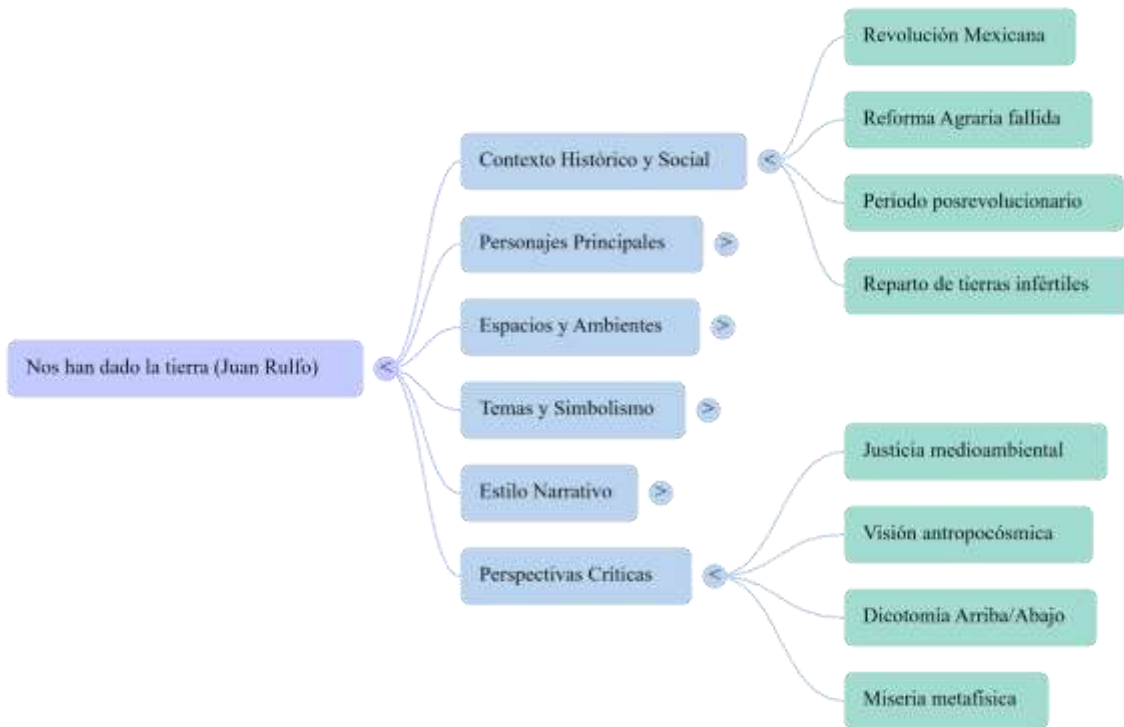 Nos han dado la tierra (Juan Rulfo)
<
Contexto Histórico y Social
<
Revolución Mexicana
Reforma Agraria fallida
Periodo posrevolucionario
Reparto de tierras infértiles
Personajes Principales
>
Espacios y Ambientes
>
Temas y Simbolismo
>
Estilo Narrativo
>
Perspectivas Críticas
<
Justicia medioambiental
Visión antropocósmica
Dicotomía Arriba/Abajo
Miseria metafísica